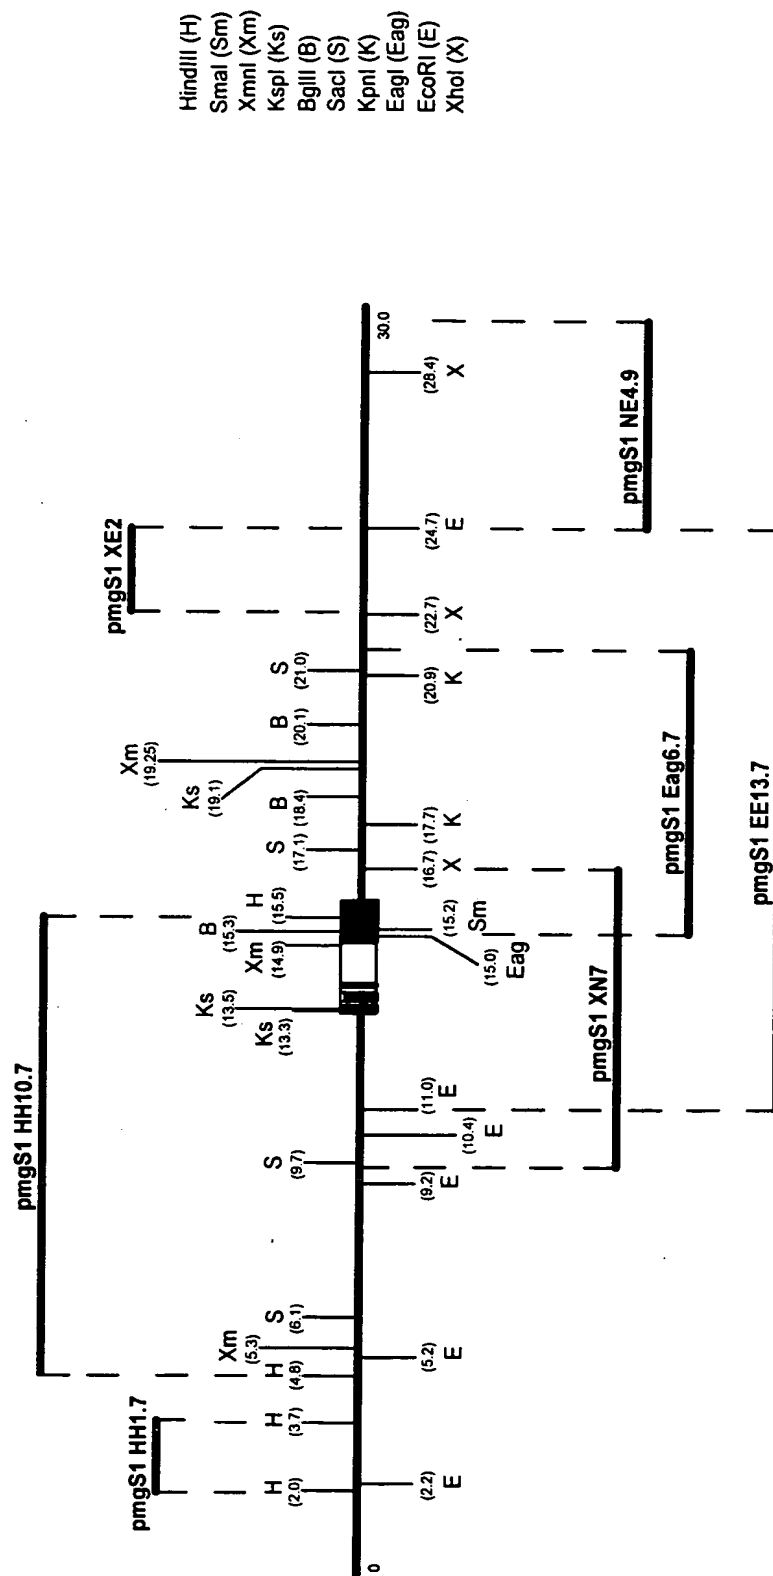 HindIII (H)
SmaI (Sm)
XmnI (Xm)
KspI (Ks)
BglII (B)
SacI (S)
KpnI (K)
EagI (Eag)
EcoRI (E)
XhoI (X)
pmgS1 HH10.7
pmgS1 HH1.7
pmgS1 XE2
H
(2.0)
H
(3.7)
H
(4.8)
Xm
(5.3)
S
(6.1)
S
(9.7)
Ks
(13.3)
Ks
(13.5)
Xm
(14.9)
B
(15.3)
H
(15.5)
S
(17.1)
B
(18.4)
Ks
(19.1)
Xm
(19.25)
B
(20.1)
S
(21.0)
0
30.0
(2.2)
E
(5.2)
E
(9.2)
E
(10.4)
E
(11.0)
E
(15.0)
Eag
(15.2)
Sm
(16.7)
X
(17.7)
K
(20.9)
K
(22.7)
X
(24.7)
E
(28.4)
X
pmgS1 XN7
pmgS1 Eag6.7
pmgS1 NE4.9
pmgS1 EE13.7